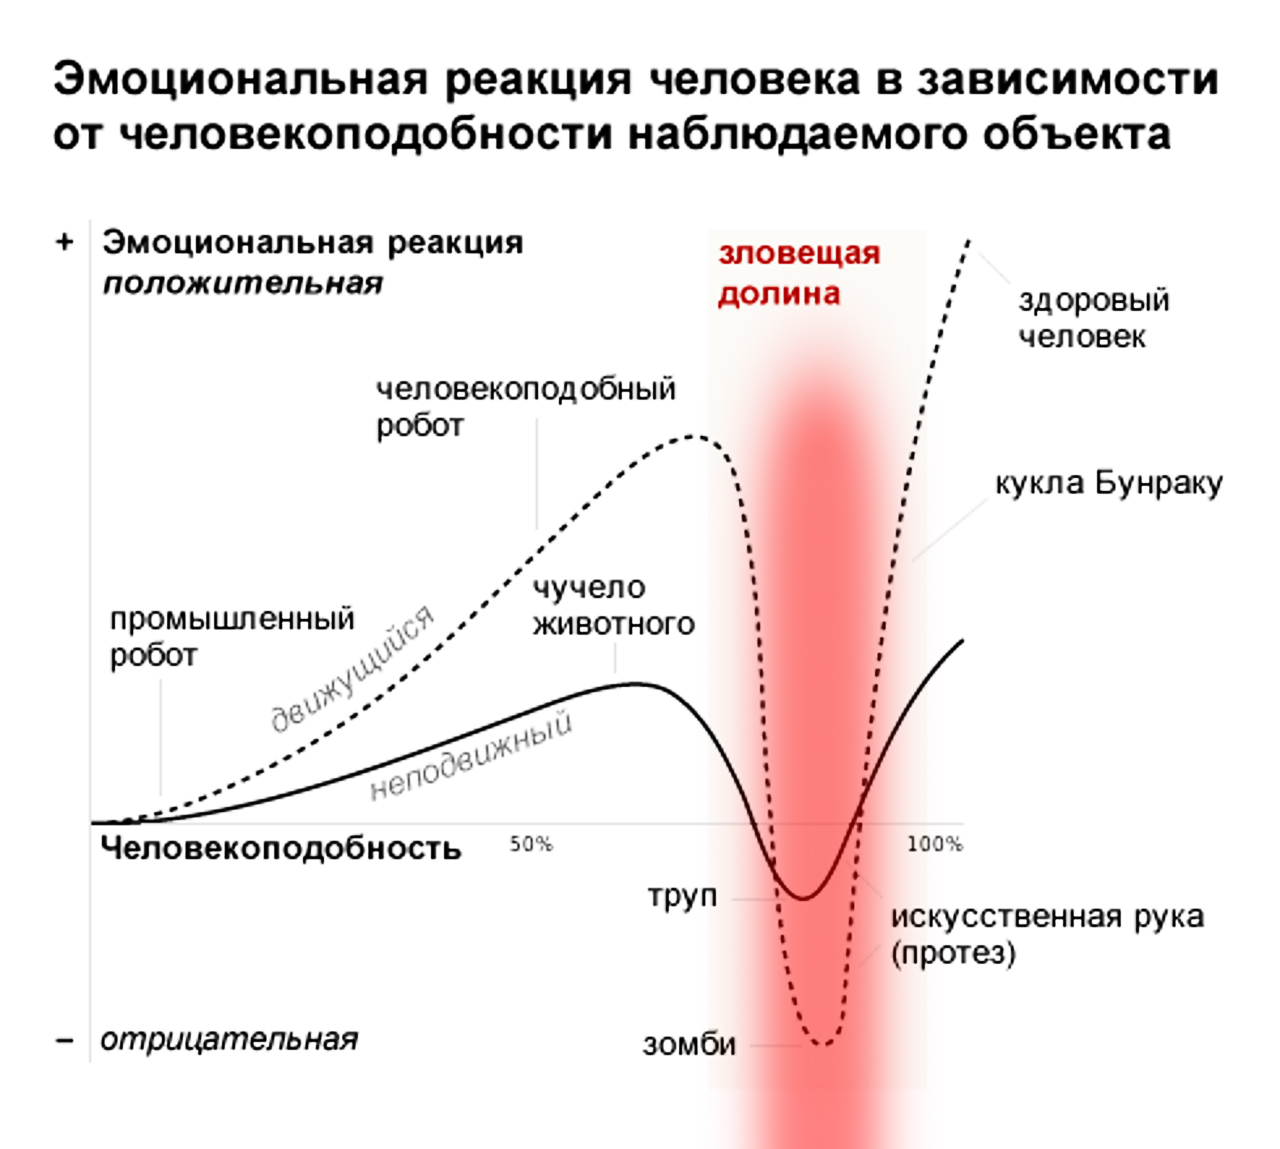 Эмоциональная реакция человека в зависимости
от человекоподобности наблюдаемого объекта
+ Эмоциональная реакция
положительная
зловещая
долина
здоровый
человек
человекоподобный
робот
кукла Бунраку
чучело
животного
промышленный
робот
движущийся
неподвижный
Человекоподобность
50%
100%
труп
искусственная рука
(протез)
– отрицательная
зомби